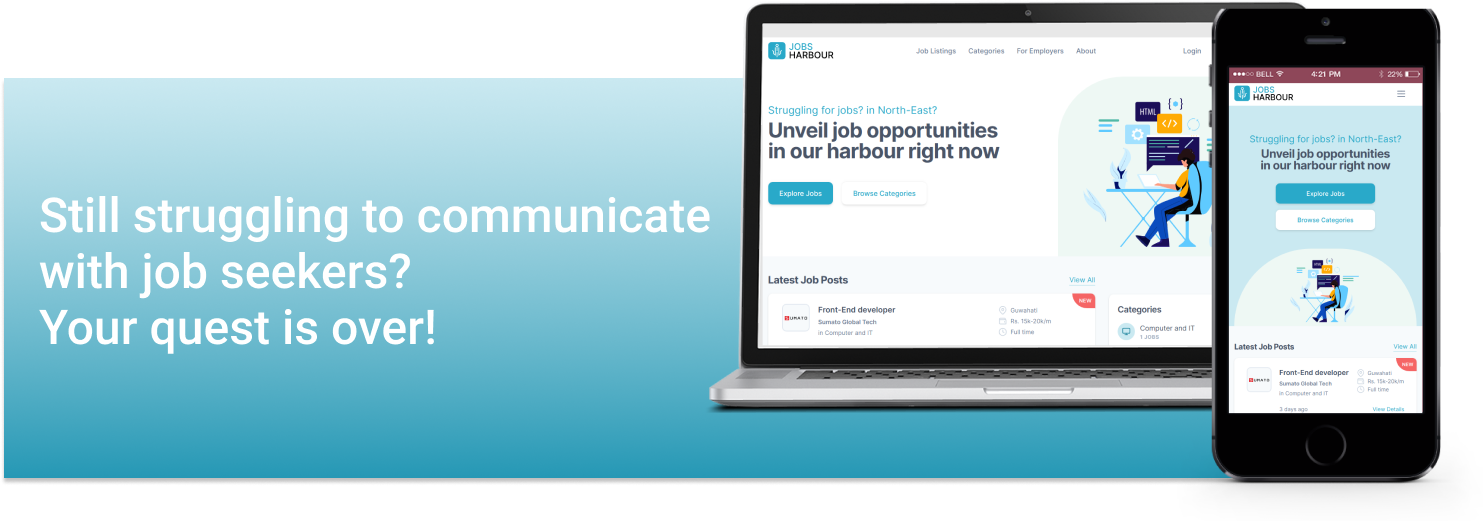 Still struggling to communicate
with job seekers?
Your quest is over!
JOBS
HARBOUR
Job Listings
Categories
For Employers
About
Login
Struggling for jobs? in North-East?
Unveil job opportunities
in our harbour right now
Explore Jobs
Browse Categories
HTML
{*}
</>
Latest Job Posts
View All
NEW
SUMATO
Front-End developer
Sumato Global Tech
in Computer and IT
Guwahati
Rs. 15k-20k/m
Full time
Categories
Computer and IT
1 JOBS
BELL
4:21 PM
22%
JOBS
HARBOUR
Struggling for jobs? in North-East?
Unveil job opportunities
in our harbour right now
Explore Jobs
Browse Categories
HTML
</>
Latest Job Posts
View All
NEW
SUMATO
Front-End developer
Sumato Global Tech
in Computer and IT
Guwahati
Rs. 15k-20k/m
Full time
3 days ago
View Details